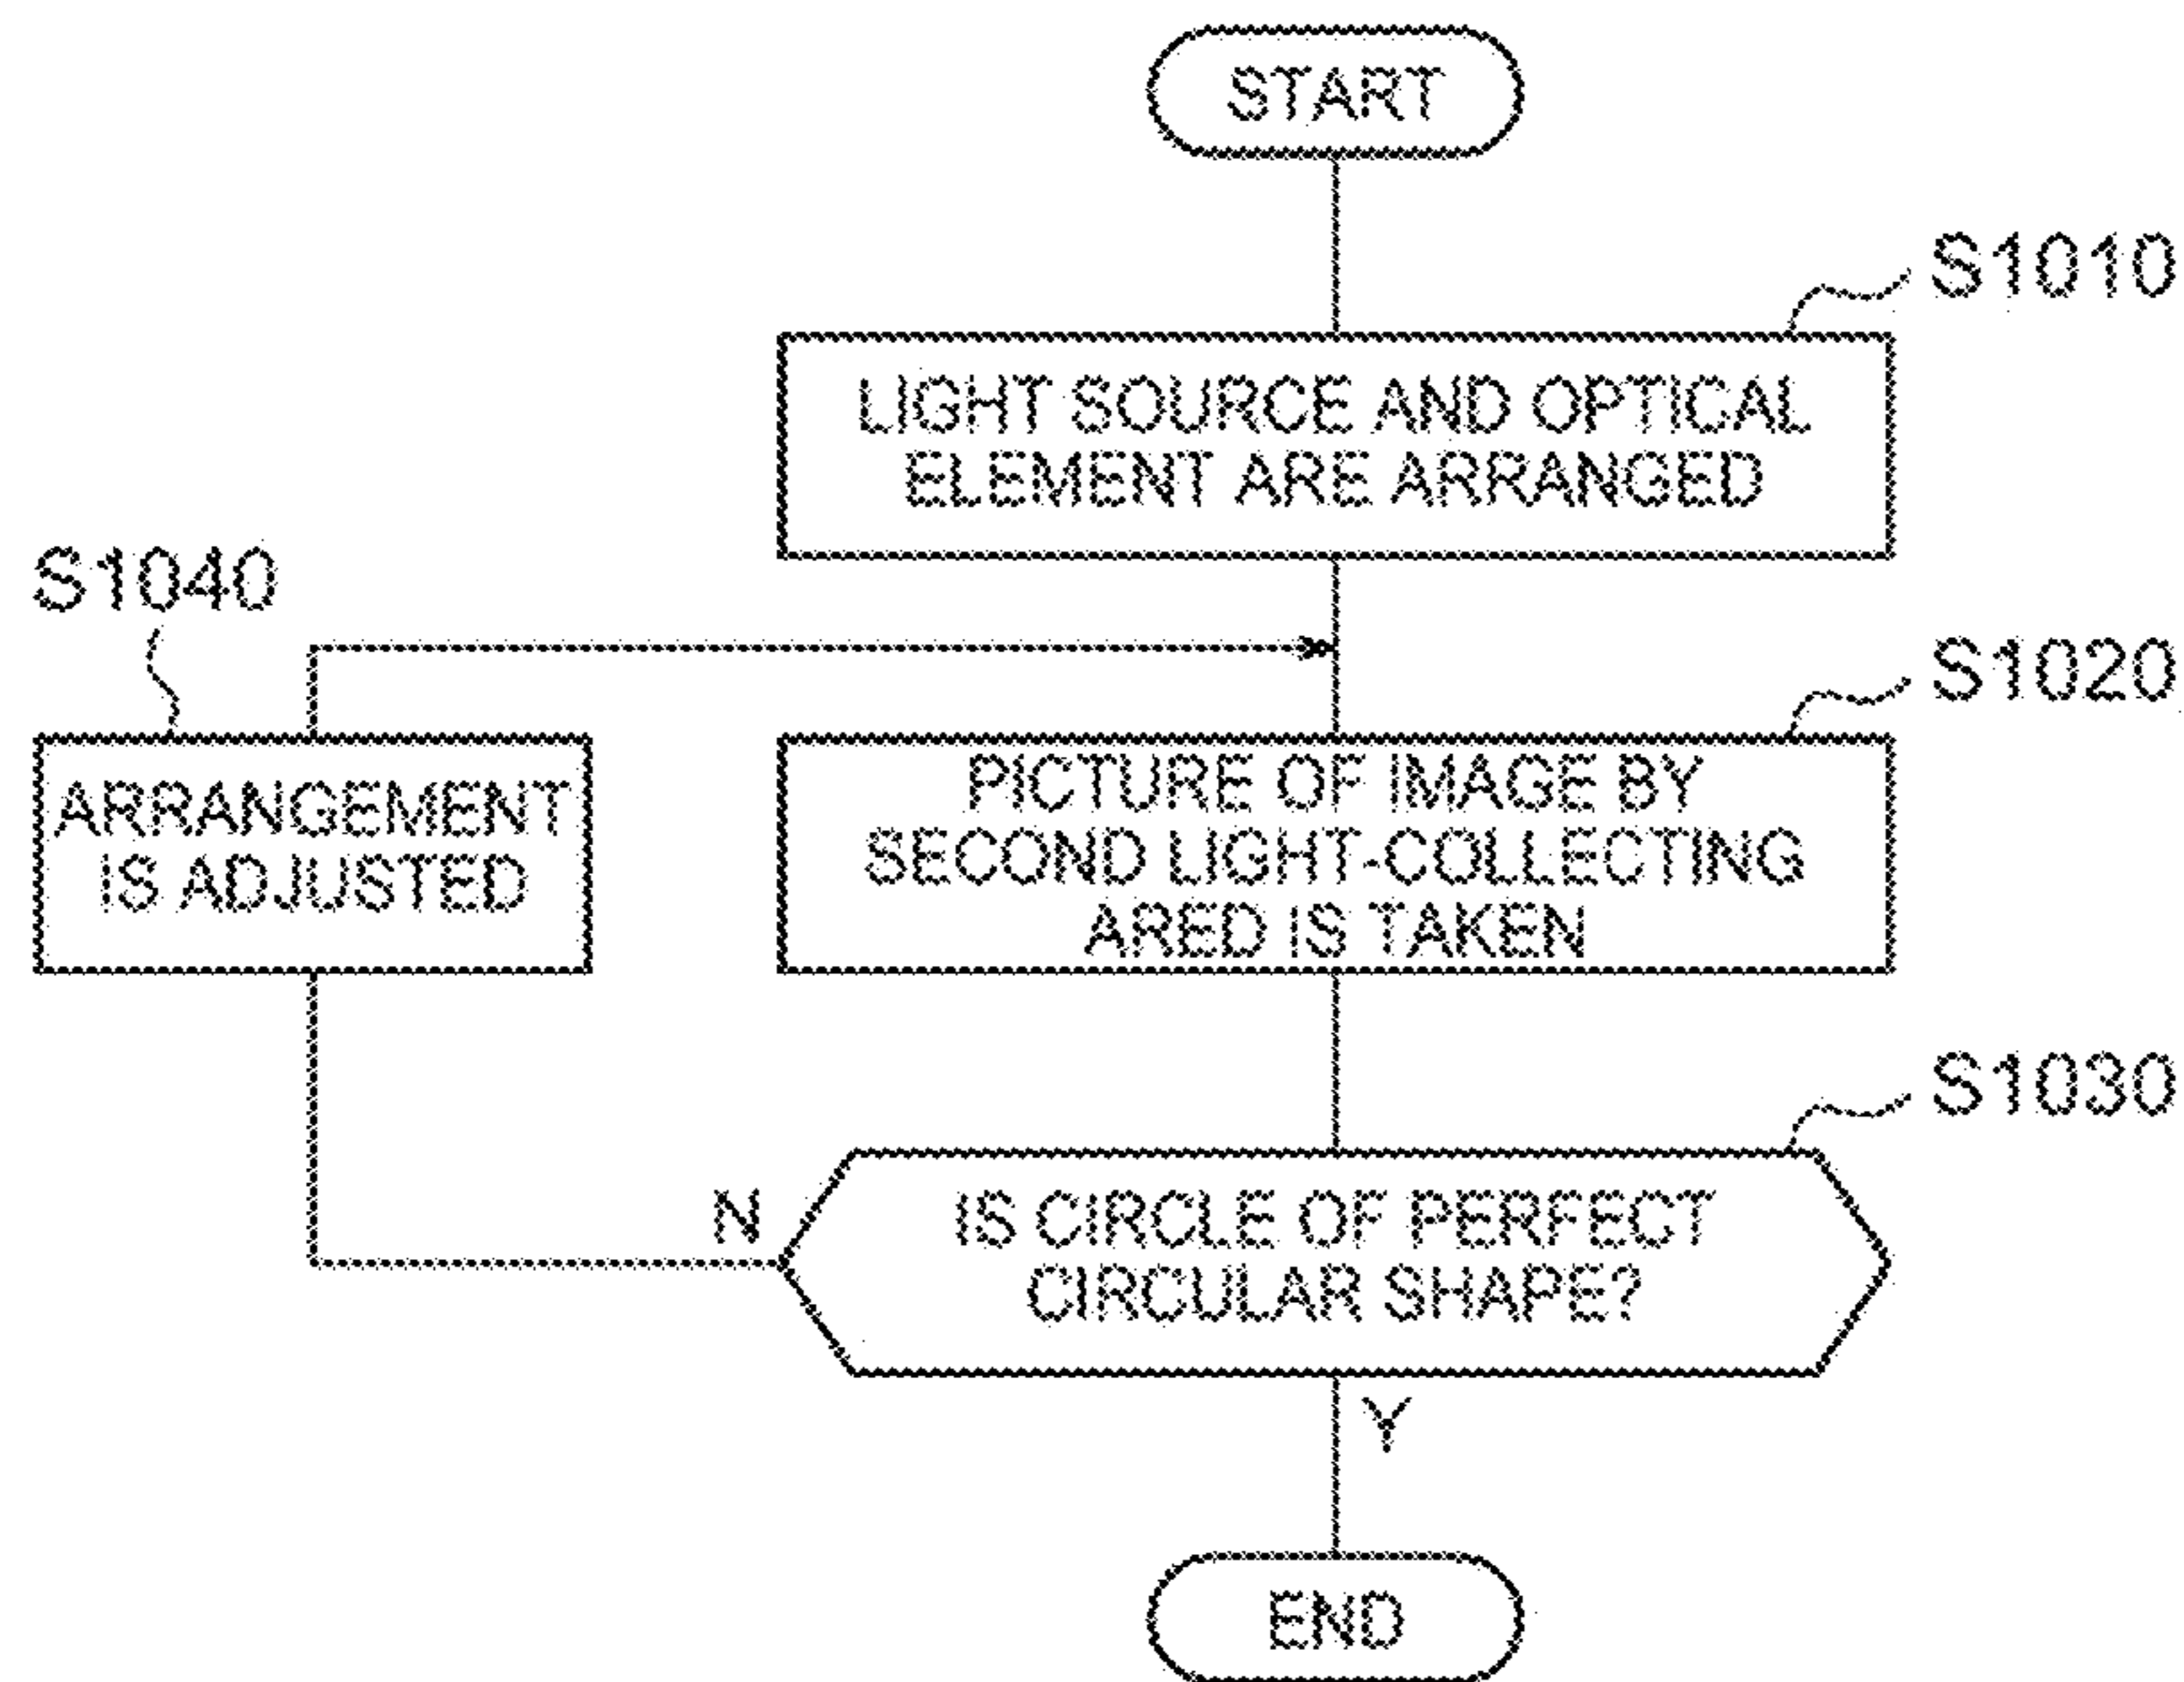 START
S1010
LIGHT SOURCE AND OPTICAL
ELEMENT ARE ARRANGED
S1040
S1020
ARRANGEMENT
IS ADJUSTED
PICTURE OF IMAGE BY
SECOND LIGHT-COLLECTING
ARED IS TAKEN
S1030
N
IS CIRCLE OF PERFECT
CIRCULAR SHAPE?
Y
END